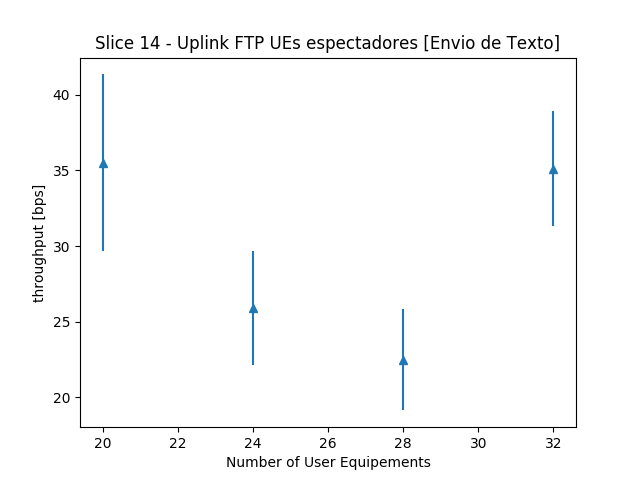 Slice 14 - Uplink FTP UEs espectadores [Envio de Texto]
throughput [bps]
40
35
30
25
20
20 22 24 26 28 30 32
Number of User Equipements